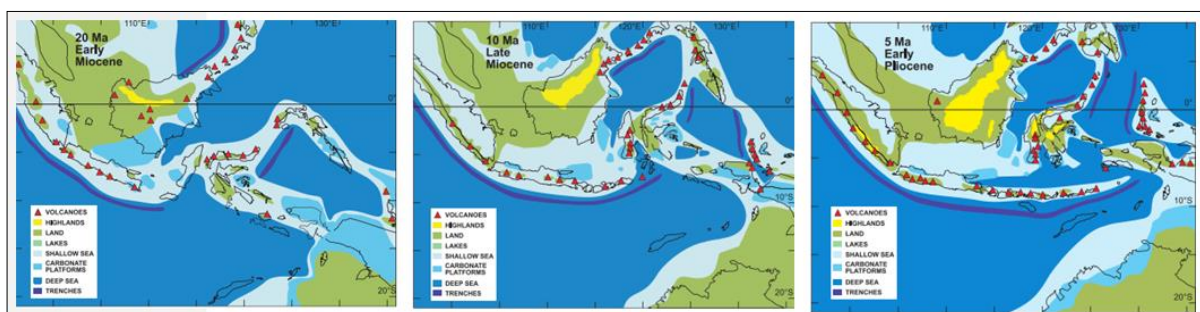 110°E
130°E
20 Ma
Early
Miocene
0°
VOLCANOES
HIGHLANDS
LAND
LAKES
SHALLOW SEA
CARBONATE
PLATFORMS
DEEP SEA
TRENCHES
20°S
110°E
120°E
130°E
10 Ma
Late
Miocene
0°
10°S
VOLCANOES
HIGHLANDS
LAND
LAKES
SHALLOW SEA
CARBONATE
PLATFORMS
DEEP SEA
TRENCHES
20°S
110°E
120°E
130°E
5 Ma
Early
Pliocene
0°
10°S
VOLCANOES
HIGHLANDS
LAND
LAKES
SHALLOW SEA
CARBONATE
PLATFORMS
DEEP SEA
TRENCHES
20°S